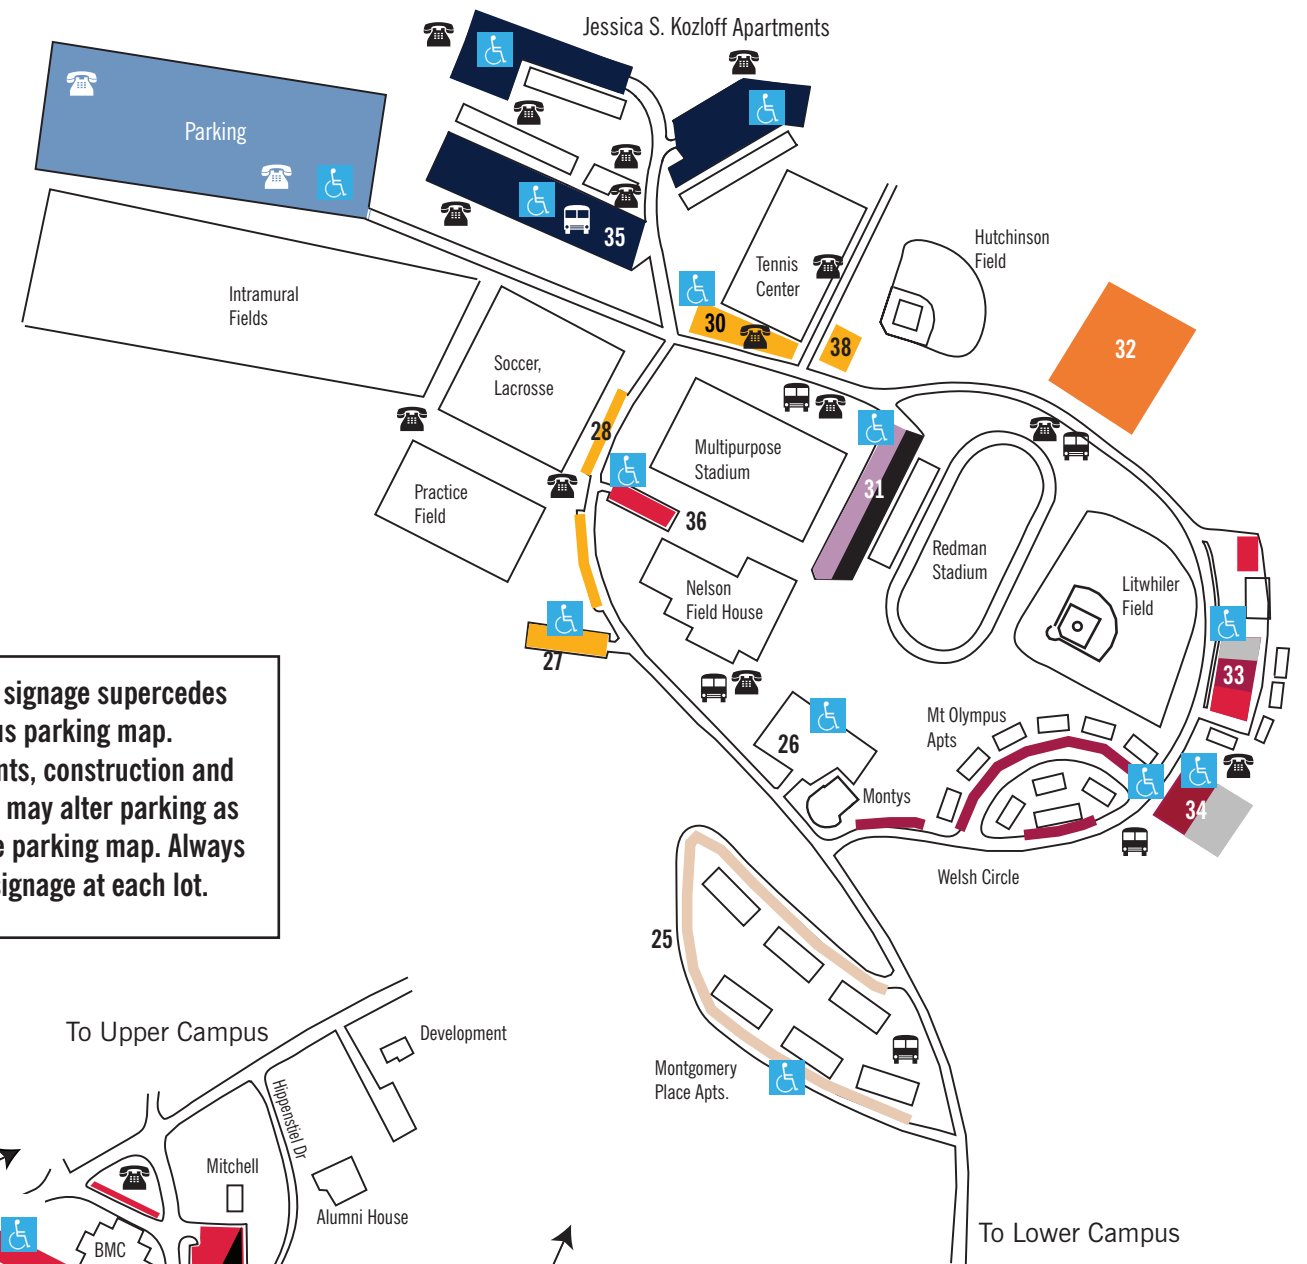 Jessica S. Kozloff Apartments
Parking
35
Hutchinson
Field
Tennis
Center
Intramural
Fields
30
38
32
Soccer,
Lacrosse
28
Multipurpose
Stadium
31
Practice
Field
36
Redman
Stadium
Nelson
Field House
Litwhiler
Field
27
33
signage supercedes
us parking map.
nts, construction and
may alter parking as
e parking map. Always
signage at each lot.
26
Mt Olympus
Apts
Montys
34
Welsh Circle
25
To Upper Campus
Development
Montgomery
Place Apts.
Hippenstiel Dr
Mitchell
Alumni House
BMC
To Lower Campus